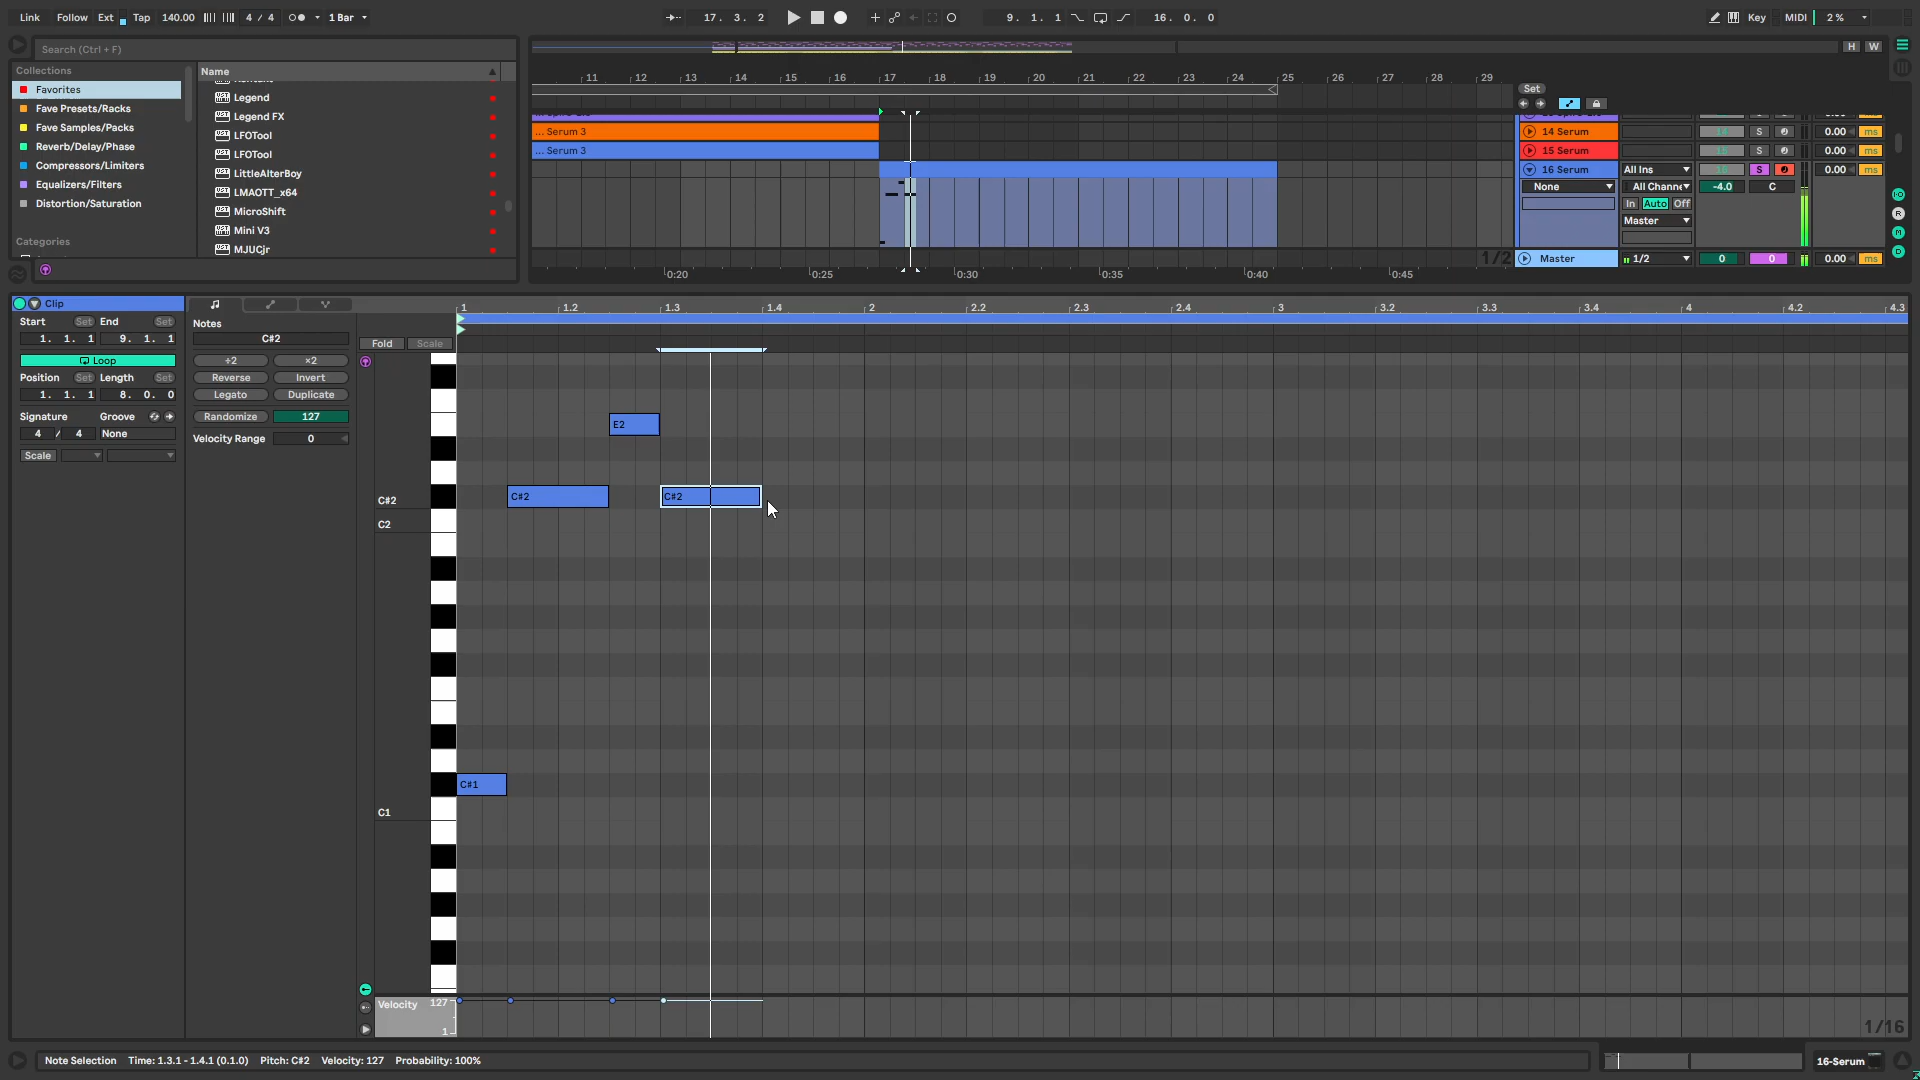 Link Follow Ext Tap 140.00 4 / 4 1 Bar 17. 3. 2 9. 1. 1 16. 0. 0 Key MIDI 2 %
Search (Ctrl + F)
H W
Collections
Favorites
Fave Presets/Racks
Fave Samples/Packs
Reverb/Delay/Phase
Compressors/Limiters
Equalizers/Filters
Distortion/Saturation
Categories
Name
Legend
Legend FX
LFOTool
LFOTool
LittleAlterBoy
LMAOTT_x64
MicroShift
Mini V3
MJUCjr
11 12 13 14 15 16 17 18 19 20 21 22 23 24 25 26 27 28 29
Set
... Serum 3
... Serum 3
14 Serum 14 S 0.00 ms
15 Serum 15 S 0.00 ms
16 Serum All Ins 16 S 0.00 ms
None All Channe -4.0 C
In Auto Off
Master
1/2 Master 1/2 0 0 0.00 ms
0:20 0:25 0:30 0:35 0:40 0:45
Clip
Start Set End Set
1. 1. 1 9. 1. 1
Loop
Position Set Length Set
1. 1. 1 8. 0. 0
Signature Groove
4 / 4 None
Scale
Notes
C#2
÷2 ×2
Reverse Invert
Legato Duplicate
Randomize 127
Velocity Range 0
1 1.2 1.3 1.4 2 2.2 2.3 2.4 3 3.2 3.3 3.4 4 4.2 4.3
Fold Scale
E2
C#2 C#2 C#2
C2
C#1
C1
Velocity 127
1
1/16
Note Selection Time: 1.3.1 - 1.4.1 (0.1.0) Pitch: C#2 Velocity: 127 Probability: 100%
16-Serum